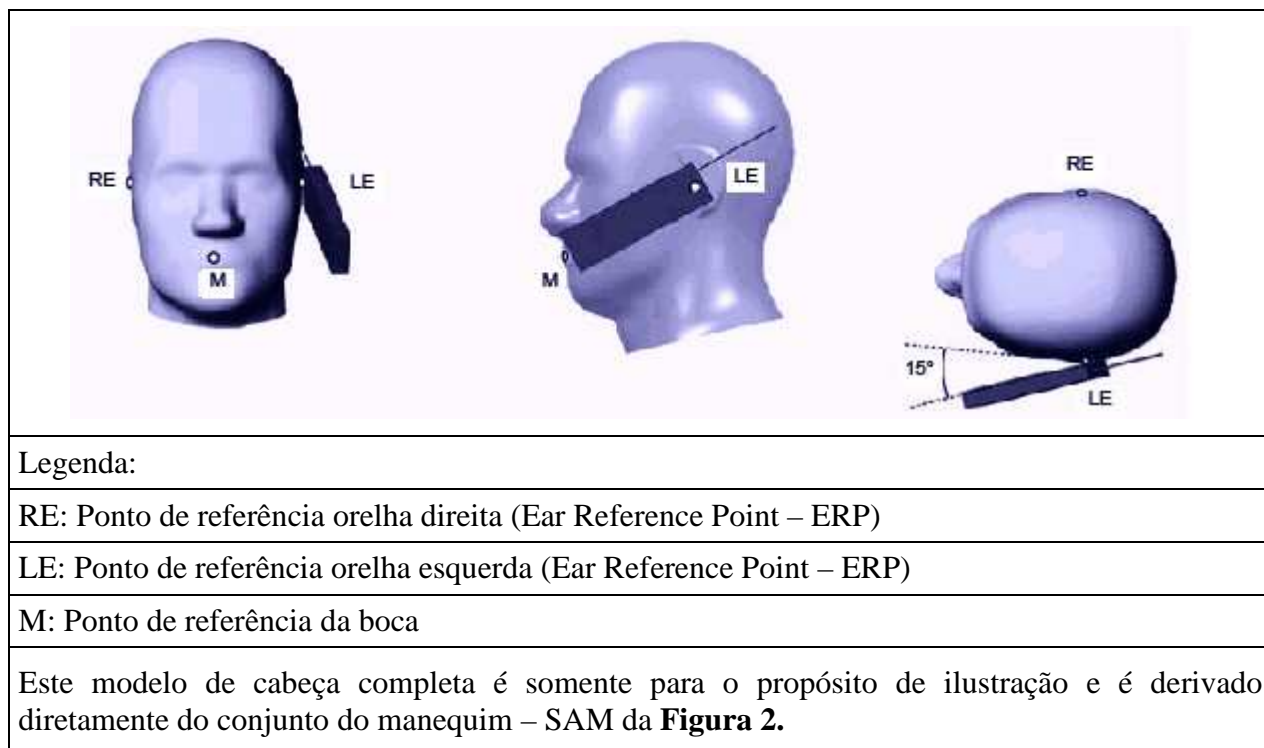 RE
LE
M
LE
M
RE
15°
LE
Legenda:
RE: Ponto de referência orelha direita (Ear Reference Point – ERP)
LE: Ponto de referência orelha esquerda (Ear Reference Point – ERP)
M: Ponto de referência da boca
Este modelo de cabeça completa é somente para o propósito de ilustração e é derivado
diretamente do conjunto do manequim – SAM da Figura 2.